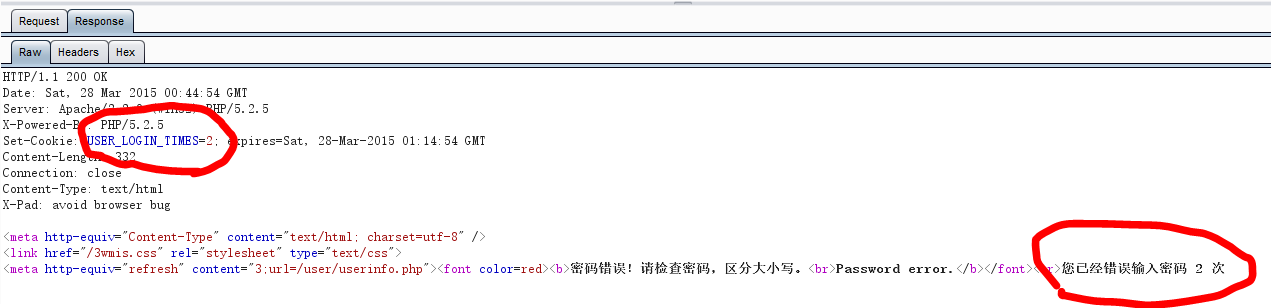 Request Response
Raw Headers Hex
HTTP/1.1 200 OK
Date: Sat, 28 Mar 2015 00:44:54 GMT
Server: Apache/2.2.9 (Win32) PHP/5.2.5
X-Powered-By: PHP/5.2.5
Set-Cookie: USER_LOGIN_TIMES=2; expires=Sat, 28-Mar-2015 01:14:54 GMT
Content-Length: 332
Connection: close
Content-Type: text/html
X-Pad: avoid browser bug
<meta http-equiv="Content-Type" content="text/html; charset=utf-8" />
<link href="/3wmis.css" rel="stylesheet" type="text/css">
<meta http-equiv="refresh" content="3;url=/user/userinfo.php"><font color=red><b>密码错误！请检查密码，区分大小写。<br>Password error.</b></font><br>您已经错误输入密码 2 次